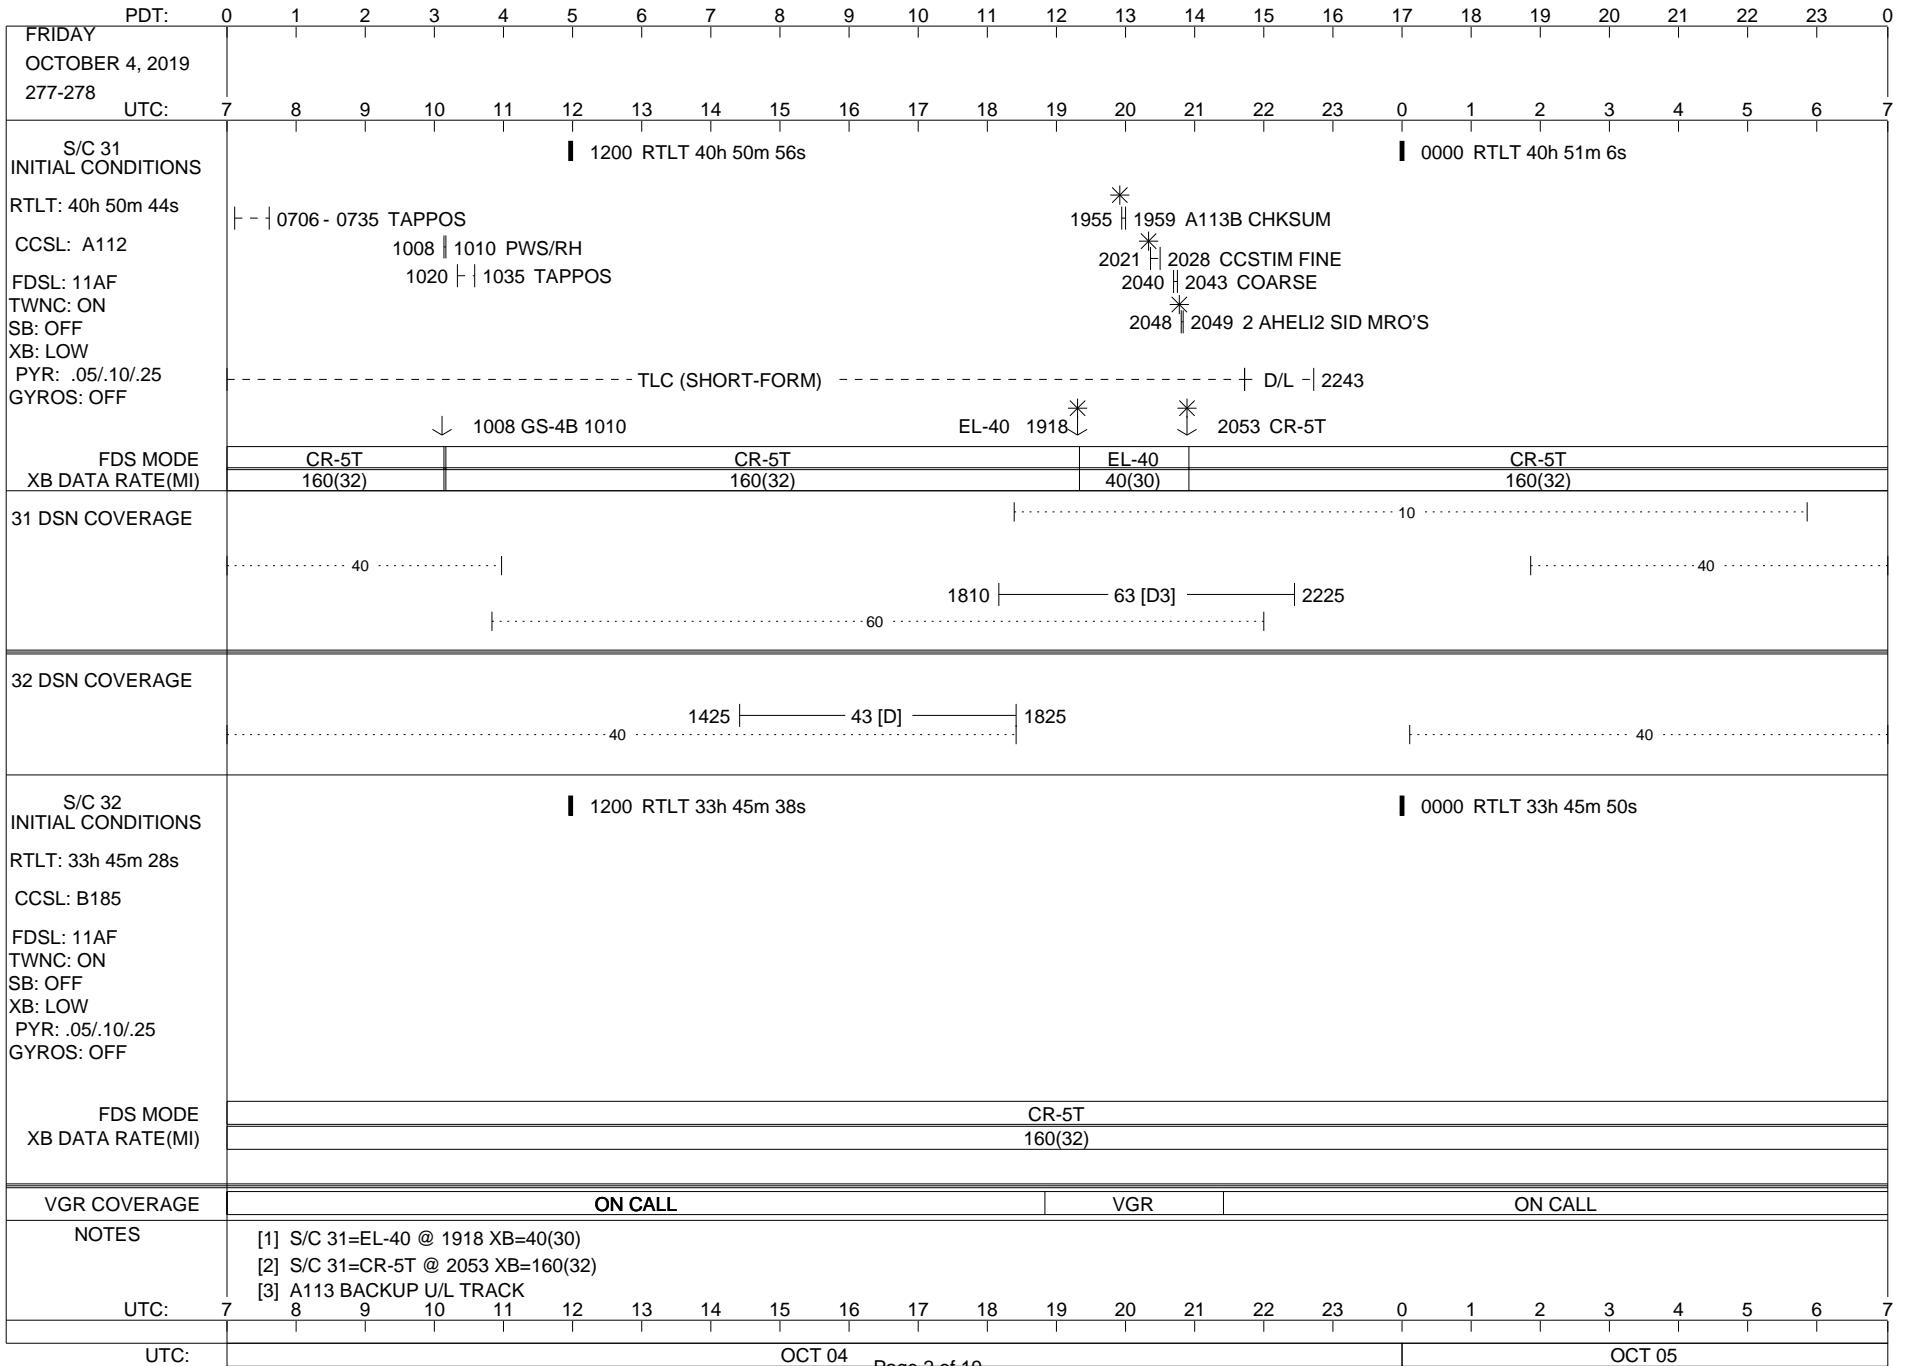 PDT: 0 1 2 3 4 5 6 7 8 9 10 11 12 13 14 15 16 17 18 19 20 21 22 23 0
FRIDAY
OCTOBER 4, 2019
277-278
UTC: 7 8 9 10 11 12 13 14 15 16 17 18 19 20 21 22 23 0 1 2 3 4 5 6 7
S/C 31
INITIAL CONDITIONS
1200 RTLT 40h 50m 56s
0000 RTLT 40h 51m 6s
RTLT: 40h 50m 44s
0706 - 0735 TAPPOS
1955 1959 A113B CHKSUM
CCSL: A112
1008 1010 PWS/RH
2021 2028 CCSTIM FINE
FDSL: 11AF
1020 1035 TAPPOS
2040 2043 COARSE
TWNC: ON
SB: OFF
2048 2049 2 AHELI2 SID MRO'S
XB: LOW
PYR: .05/.10/.25
TLC (SHORT-FORM) D/L 2243
GYROS: OFF
1008 GS-4B 1010
EL-40 1918
2053 CR-5T
FDS MODE CR-5T CR-5T EL-40 CR-5T
XB DATA RATE(MI) 160(32) 160(32) 40(30) 160(32)
31 DSN COVERAGE
10
40 40
1810 63 [D3] 2225
60
32 DSN COVERAGE
1425 43 [D] 1825
40 40
S/C 32
INITIAL CONDITIONS
1200 RTLT 33h 45m 38s
0000 RTLT 33h 45m 50s
RTLT: 33h 45m 28s
CCSL: B185
FDSL: 11AF
TWNC: ON
SB: OFF
XB: LOW
PYR: .05/.10/.25
GYROS: OFF
FDS MODE CR-5T
XB DATA RATE(MI) 160(32)
VGR COVERAGE ON CALL VGR ON CALL
NOTES
[1] S/C 31=EL-40 @ 1918 XB=40(30)
[2] S/C 31=CR-5T @ 2053 XB=160(32)
[3] A113 BACKUP U/L TRACK
UTC: 7 8 9 10 11 12 13 14 15 16 17 18 19 20 21 22 23 0 1 2 3 4 5 6 7
UTC: OCT 04 OCT 05
Page 2 of 19